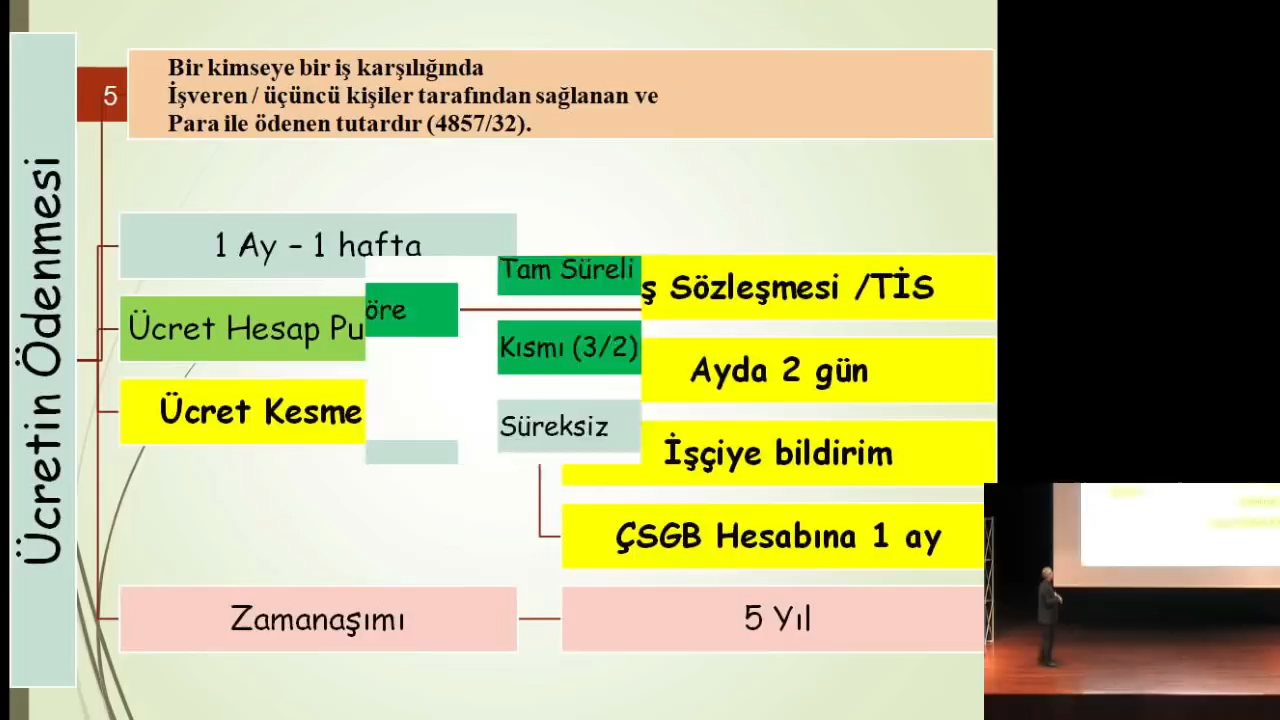 Ücretin Ödenmesi
5
Bir kimseye bir iş karşılığında
İşveren / üçüncü kişiler tarafından sağlanan ve
Para ile ödenen tutardır (4857/32).
1 Ay – 1 hafta
Ücret Hesap Pu
öre
Tam Süreli
ş Sözleşmesi /TİS
Kısmı (3/2)
Ayda 2 gün
Ücret Kesme
Süreksiz
İşçiye bildirim
ÇSGB Hesabına 1 ay
Zamanaşımı
5 Yıl